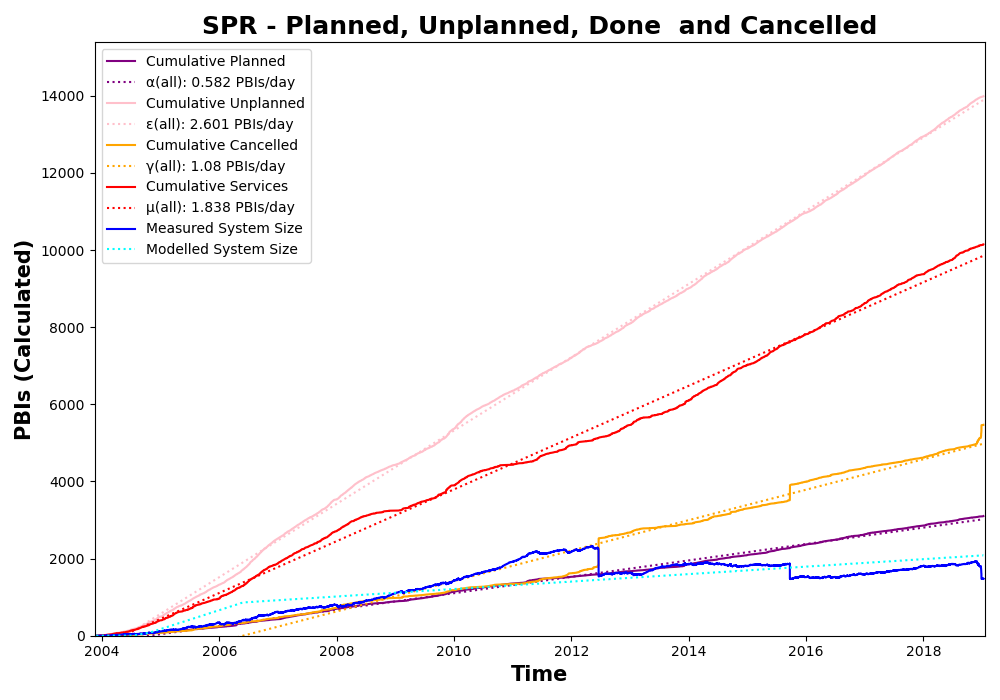 SPR - Planned, Unplanned, Done  and Cancelled
Cumulative Planned
α(all): 0.582 PBIs/day
Cumulative Unplanned
ε(all): 2.601 PBIs/day
Cumulative Cancelled
γ(all): 1.08 PBIs/day
Cumulative Services
μ(all): 1.838 PBIs/day
Measured System Size
Modelled System Size
PBIs (Calculated)
14000
12000
10000
8000
6000
4000
2000
0
2004 2006 2008 2010 2012 2014 2016 2018
Time